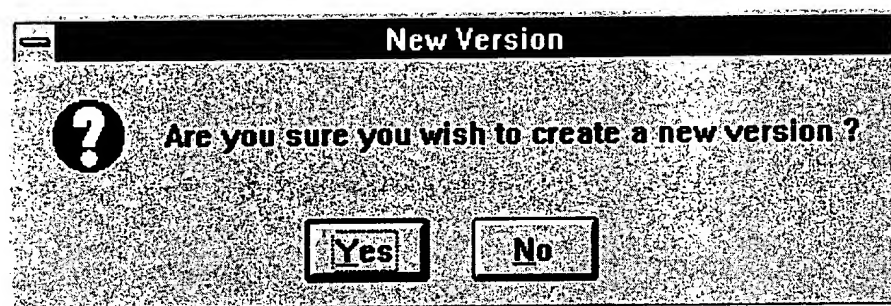 New Version
Are you sure you wish to create a new version ?
Yes
No